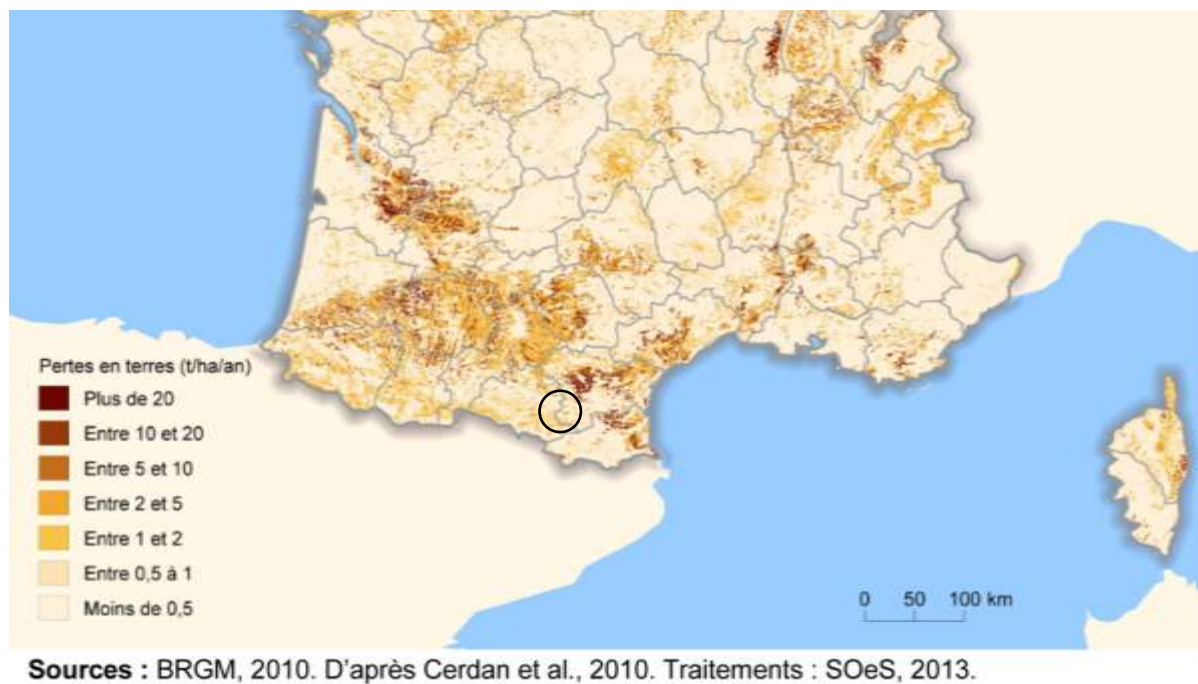 Pertes en terres (t/ha/an)
Plus de 20
Entre 10 et 20
Entre 5 et 10
Entre 2 et 5
Entre 1 et 2
Entre 0,5 à 1
Moins de 0,5
0 50 100 km
Sources : BRGM, 2010. D'après Cerdan et al., 2010. Traitements : SOeS, 2013.